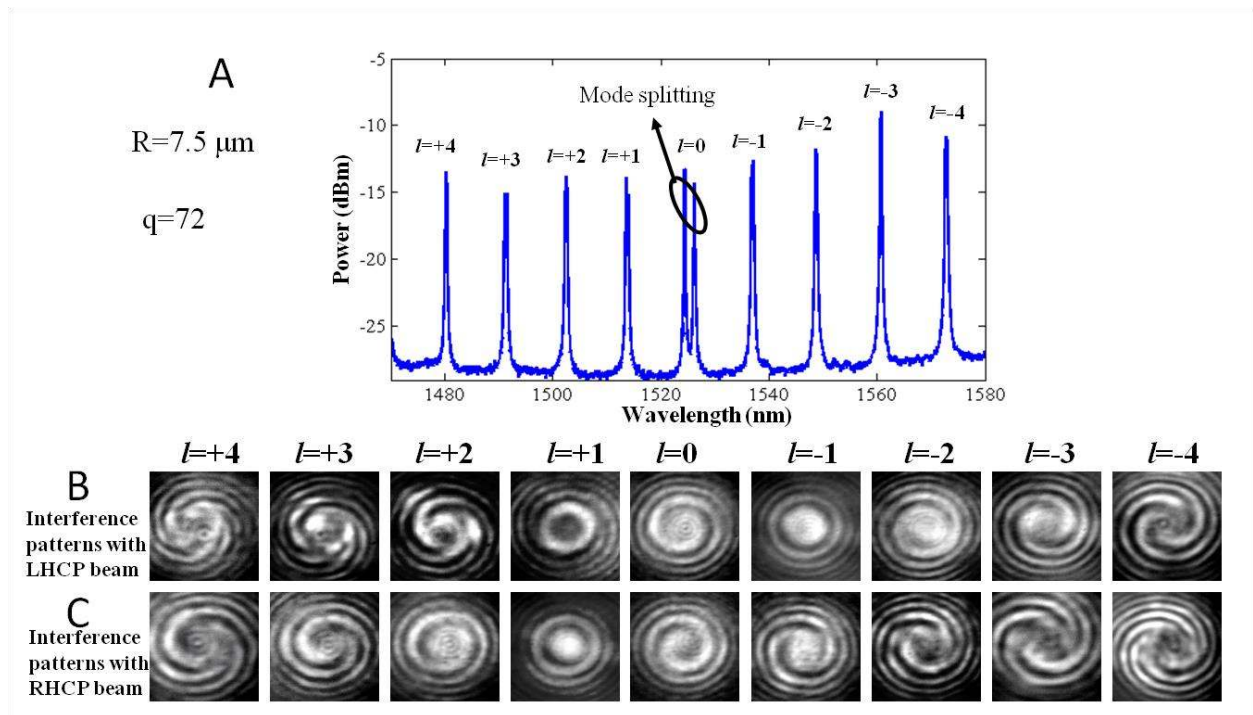 A
R=7.5 μm
q=72
Mode splitting
l=+4
l=+3
l=+2
l=+1
l=0
l=-1
l=-2
l=-3
l=-4
Power (dBm)
-5
-10
-15
-20
-25
1480
1500
1520
1540
1560
1580
Wavelength (nm)
l=+4 l=+3 l=+2 l=+1 l=0 l=-1 l=-2 l=-3 l=-4
B
Interference
patterns with
LHCP beam
C
Interference
patterns with
RHCP beam